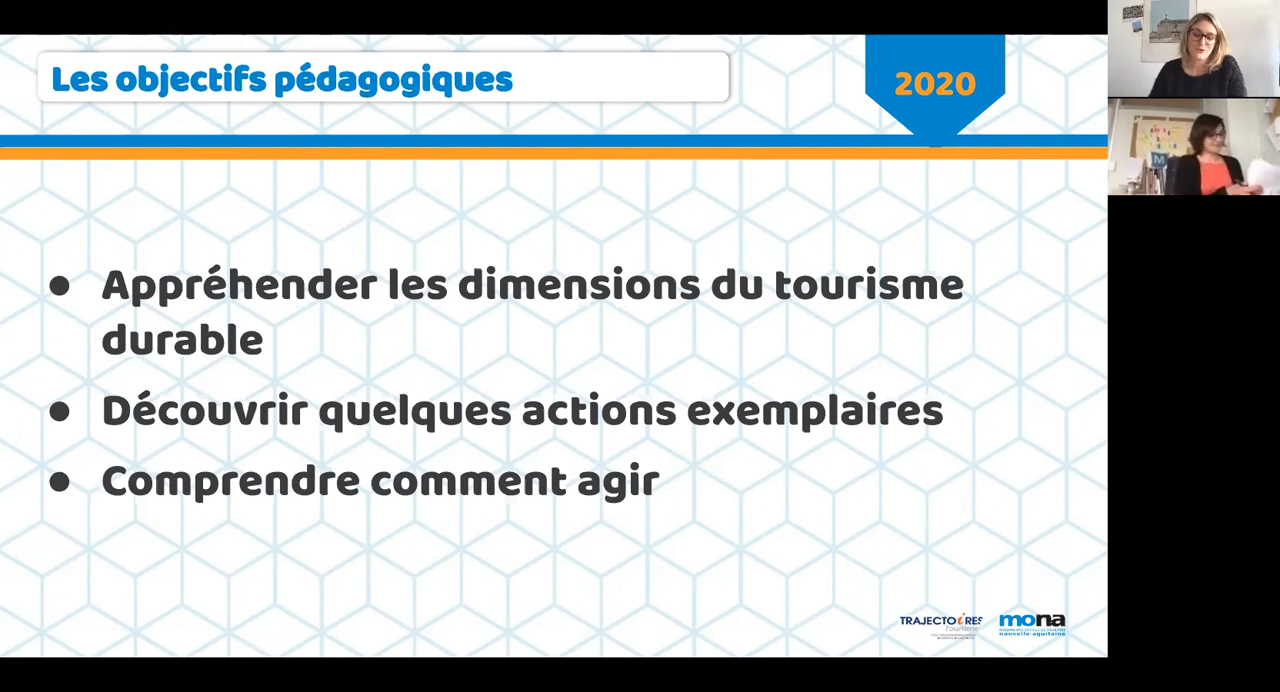 Les objectifs pédagogiques
2020
● Appréhender les dimensions du tourisme
durable
● Découvrir quelques actions exemplaires
● Comprendre comment agir
TRAJECTOiRES
Tourisme
mona
nouvelle-aquitaine
M